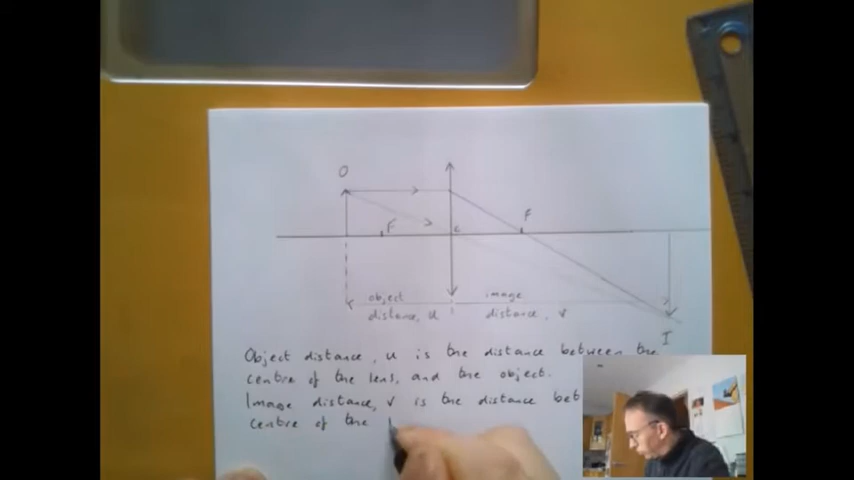 O
F
F
c
object image
distance, u distance, v
I
Object distance, u is the distance between the
centre of the lens, and the object.
Image distance, v is the distance bet
centre of the